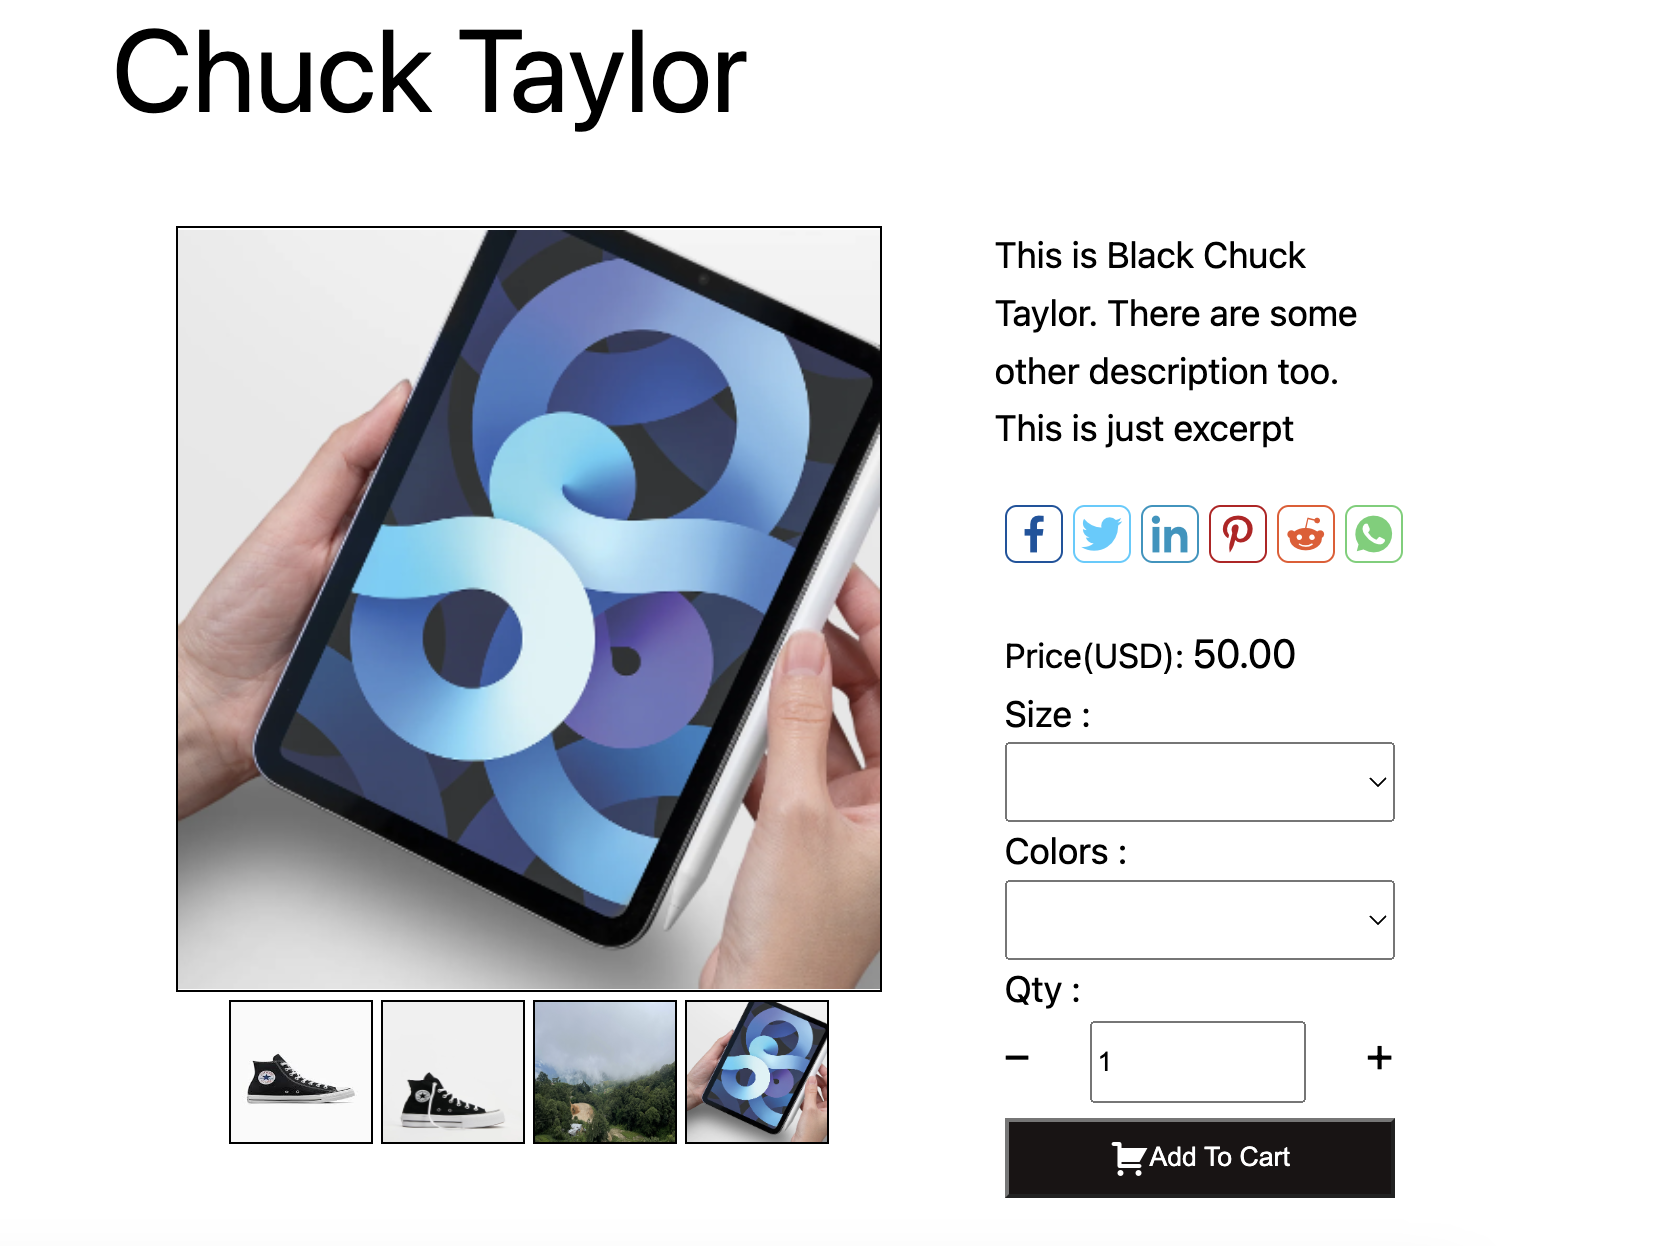 Chuck Taylor
This is Black Chuck
Taylor. There are some
other description too.
This is just excerpt
Price(USD): 50.00
Size :
Colors :
Qty :
− 1 +
Add To Cart